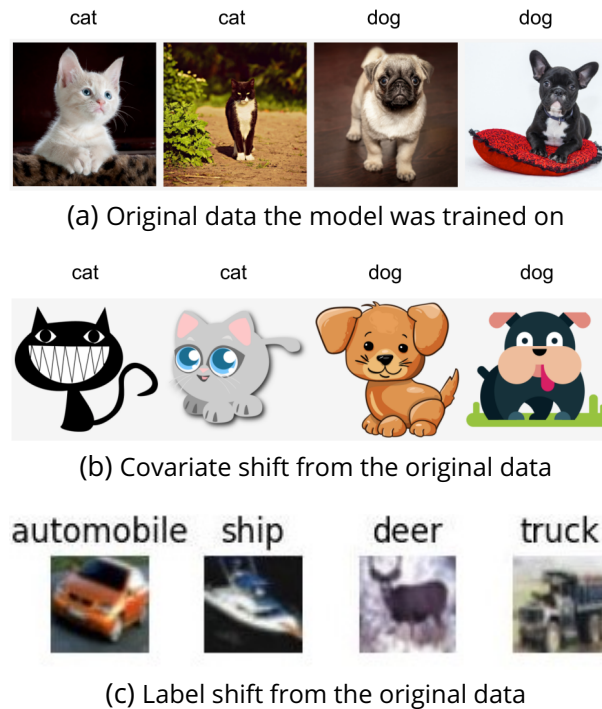 cat cat dog dog
(a) Original data the model was trained on
cat cat dog dog
(b) Covariate shift from the original data
automobile ship deer truck
(c) Label shift from the original data